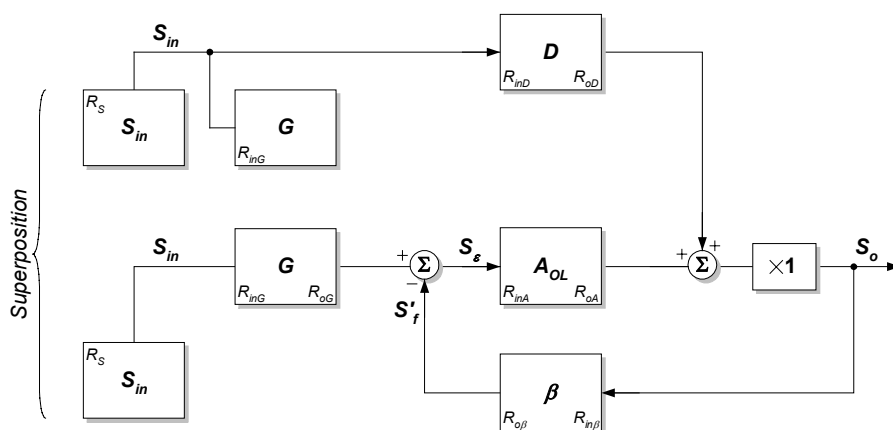 S_in
D
R_inD R_oD
R_S
S_in
G
R_inG
Superposition
S_in
G
R_inG R_oG
+
Σ
−
S_ε
A_OL
R_inA R_oA
+ +
Σ
×1
S_o
S'_f
R_S
S_in
β
R_oβ R_inβ